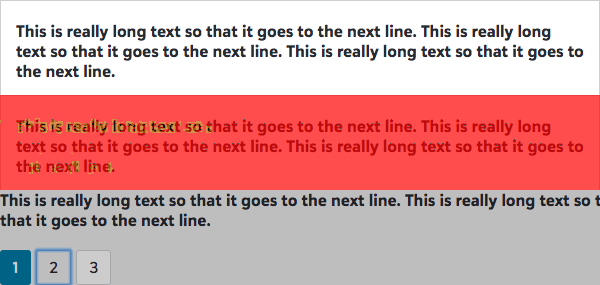 This is really long text so that it goes to the next line. This is really long
text so that it goes to the next line. This is really long text so that it goes to
the next line.
This is really long text so that it goes to the next line. This is really long
text so that it goes to the next line. This is really long text so that it goes to
the next line.
This is really long text so that it goes to the next line. This is really long text so t
that it goes to the next line.
1 2 3